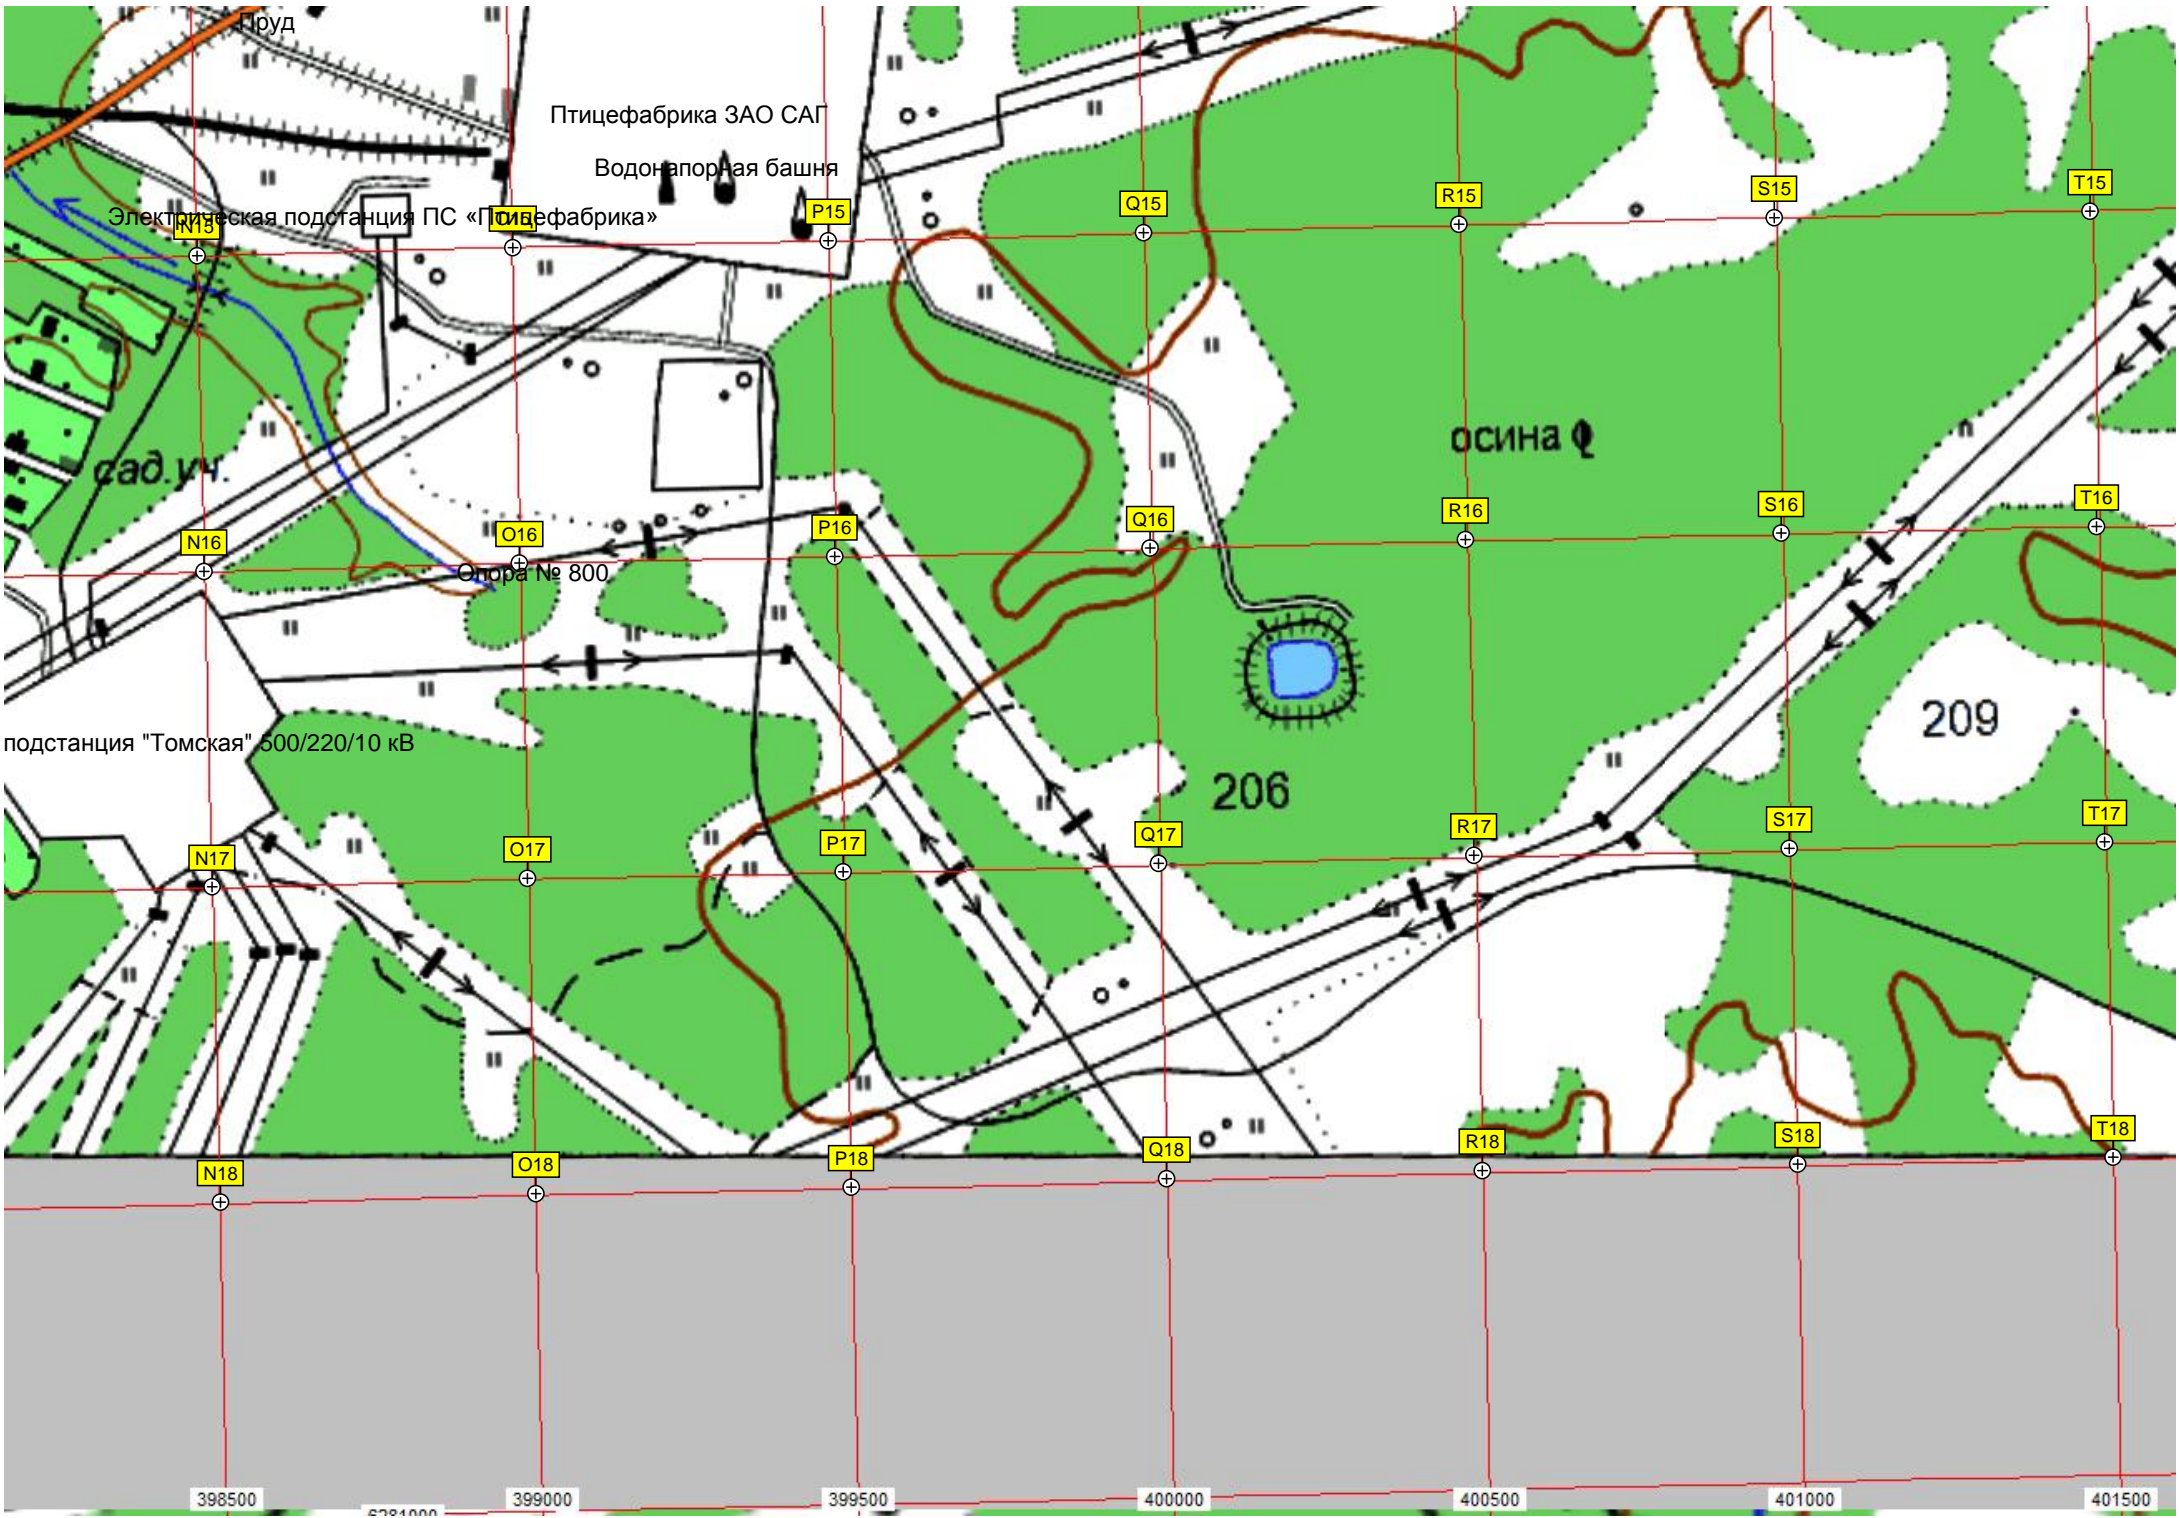 Пруд
Птицефабрика ЗАО САГ
Водонапорная башня
Электрическая подстанция ПС «Птицефабрика»
N15
O15
P15
Q15
R15
S15
T15
осина
сад.уч.
N16
O16
P16
Q16
R16
S16
T16
Опора № 800
209
подстанция "Томская" 500/220/10 кВ
206
N17
O17
P17
Q17
R17
S17
T17
N18
O18
P18
Q18
R18
S18
T18
398500
399000
399500
400000
400500
401000
401500
6281000